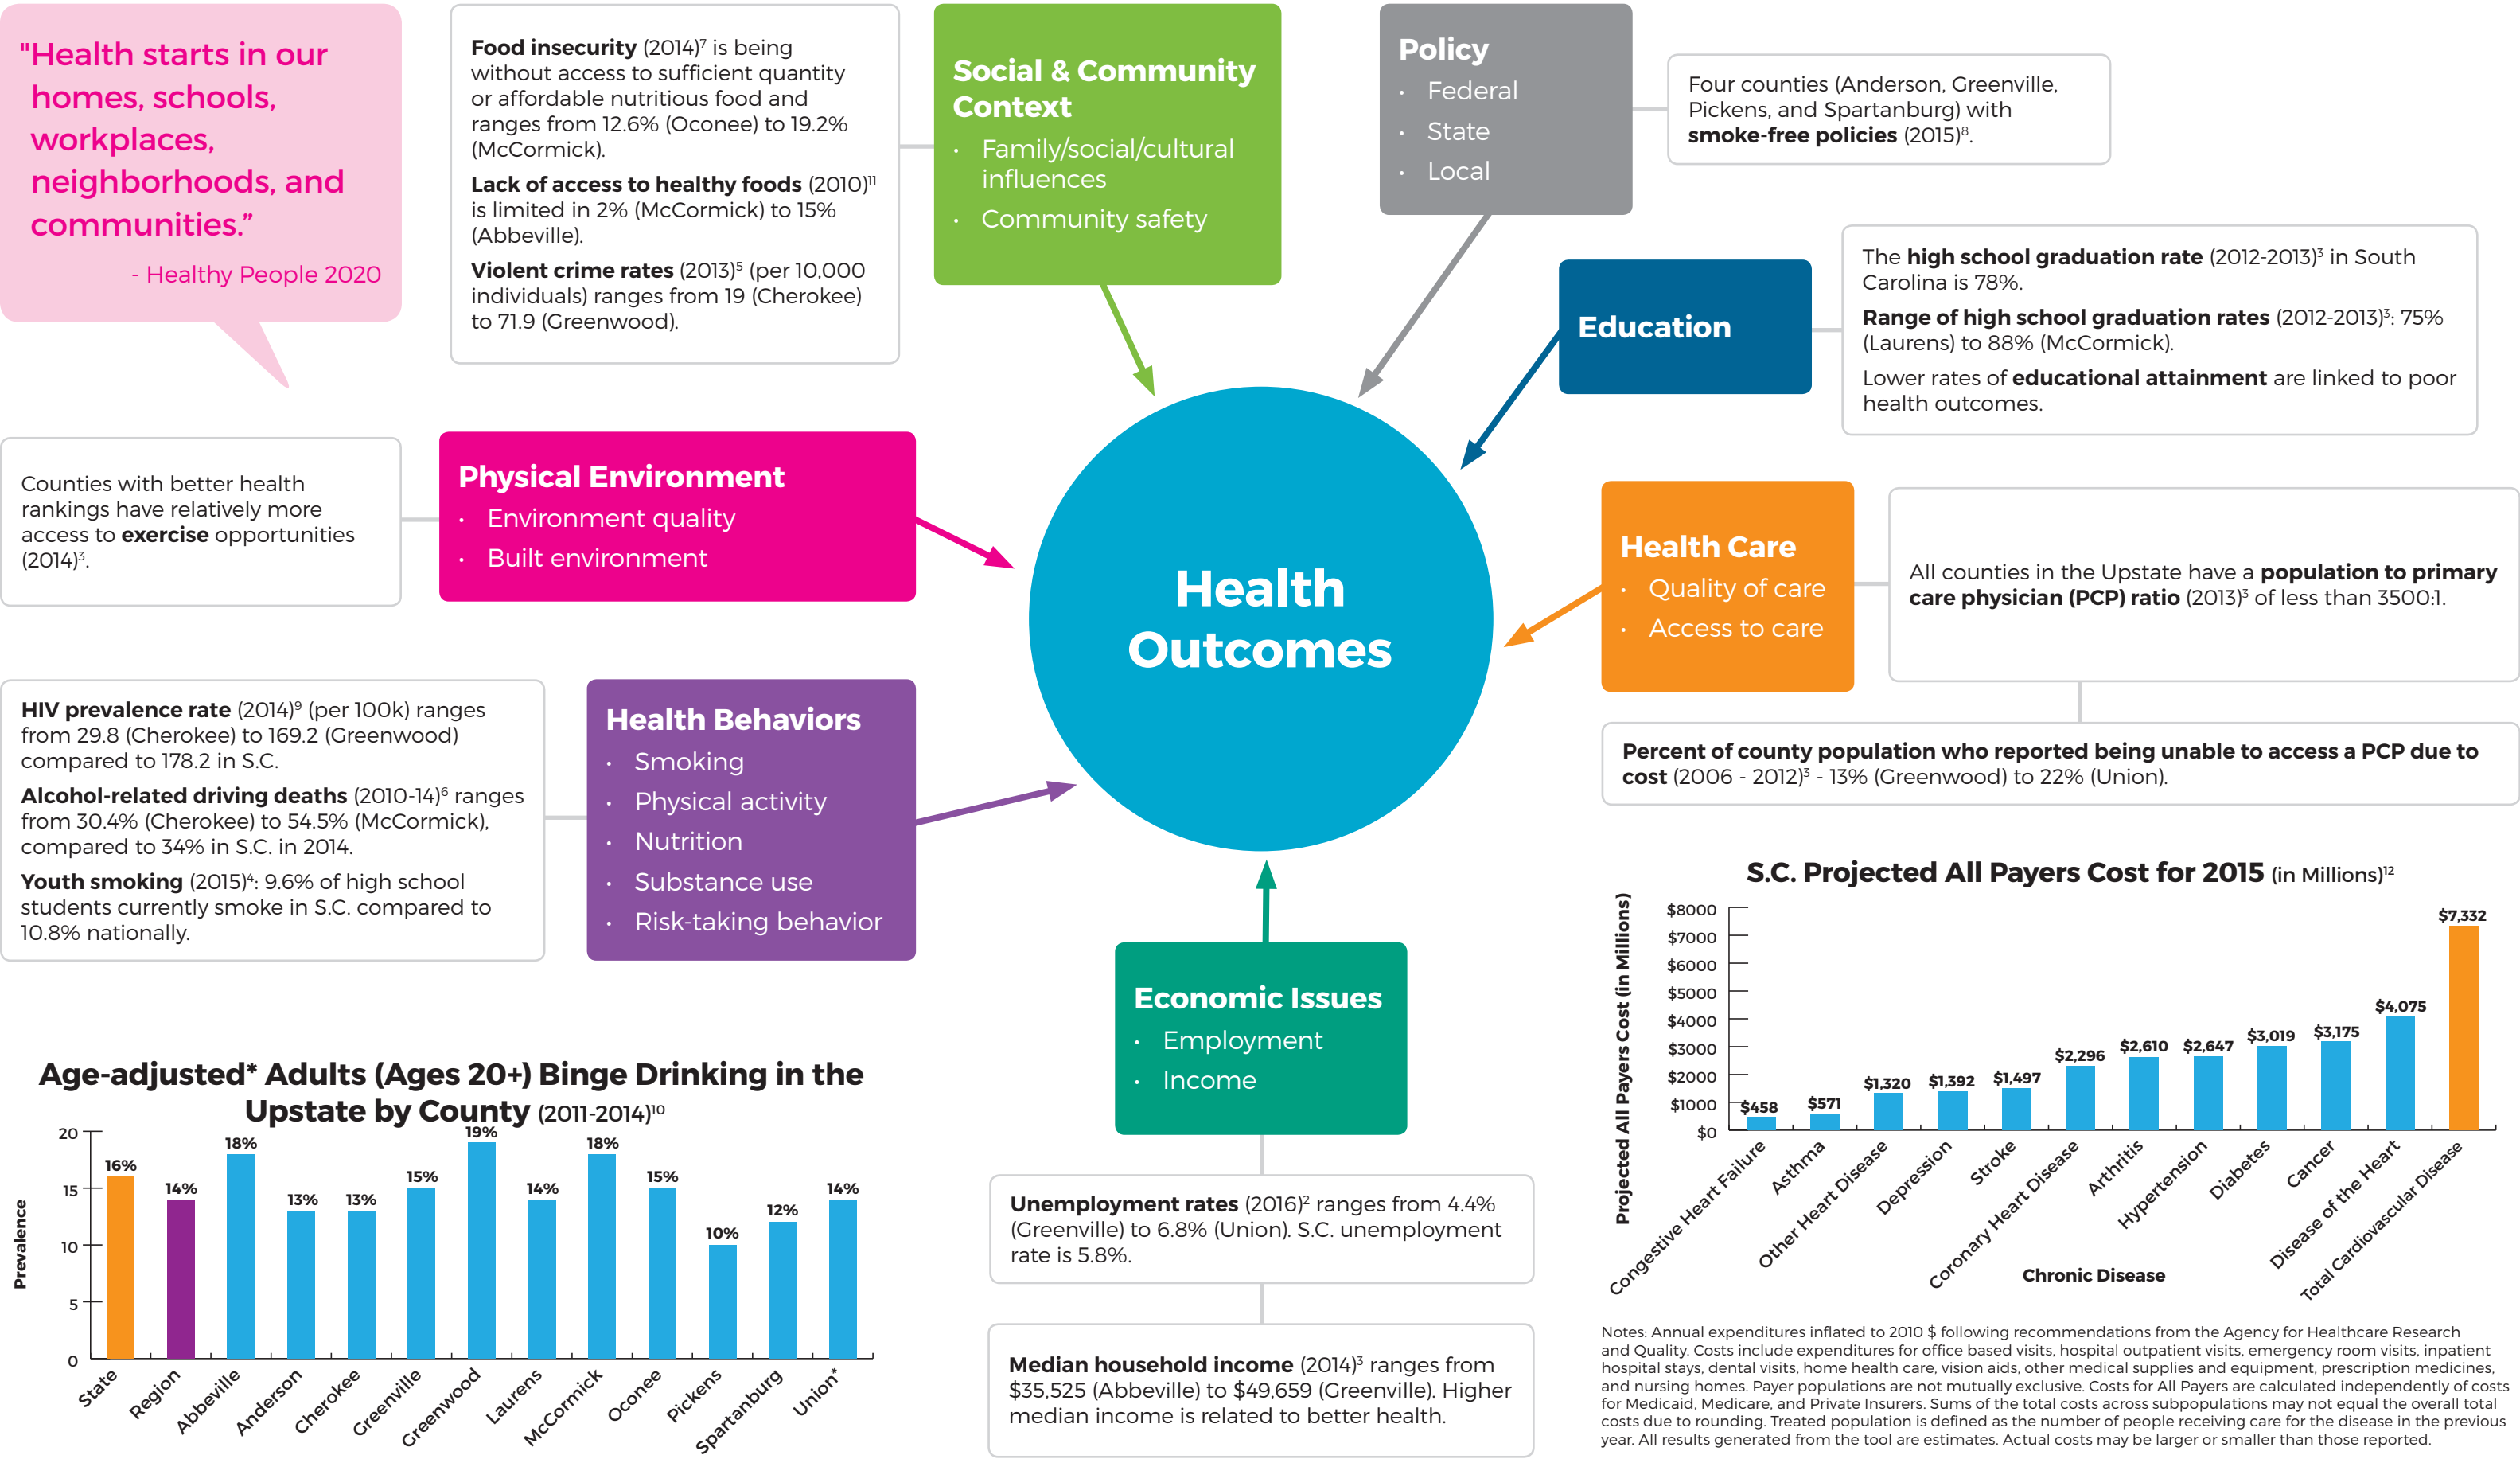 "Health starts in our
homes, schools,
workplaces,
neighborhoods, and
communities.”
- Healthy People 2020
Food insecurity (2014)7 is being
without access to sufficient quantity
or affordable nutritious food and
ranges from 12.6% (Oconee) to 19.2%
(McCormick).
Lack of access to healthy foods (2010)11
is limited in 2% (McCormick) to 15%
(Abbeville).
Violent crime rates (2013)5 (per 10,000
individuals) ranges from 19 (Cherokee)
to 71.9 (Greenwood).
Social & Community
Context
• Family/social/cultural
influences
• Community safety
Policy
• Federal
• State
• Local
Four counties (Anderson, Greenville,
Pickens, and Spartanburg) with
smoke-free policies (2015)8.
Education
The high school graduation rate (2012-2013)3 in South
Carolina is 78%.
Range of high school graduation rates (2012-2013)3: 75%
(Laurens) to 88% (McCormick).
Lower rates of educational attainment are linked to poor
health outcomes.
Counties with better health
rankings have relatively more
access to exercise opportunities
(2014)3.
Physical Environment
• Environment quality
• Built environment
Health
Outcomes
Health Care
• Quality of care
• Access to care
All counties in the Upstate have a population to primary
care physician (PCP) ratio (2013)3 of less than 3500:1.
Percent of county population who reported being unable to access a PCP due to
cost (2006 - 2012)3 - 13% (Greenwood) to 22% (Union).
HIV prevalence rate (2014)9 (per 100k) ranges
from 29.8 (Cherokee) to 169.2 (Greenwood)
compared to 178.2 in S.C.
Alcohol-related driving deaths (2010-14)6 ranges
from 30.4% (Cherokee) to 54.5% (McCormick),
compared to 34% in S.C. in 2014.
Youth smoking (2015)4: 9.6% of high school
students currently smoke in S.C. compared to
10.8% nationally.
Health Behaviors
• Smoking
• Physical activity
• Nutrition
• Substance use
• Risk-taking behavior
Economic Issues
• Employment
• Income
Unemployment rates (2016)2 ranges from 4.4%
(Greenville) to 6.8% (Union). S.C. unemployment
rate is 5.8%.
Median household income (2014)3 ranges from
$35,525 (Abbeville) to $49,659 (Greenville). Higher
median income is related to better health.
Age-adjusted* Adults (Ages 20+) Binge Drinking in the
Upstate by County (2011-2014)10
Prevalence
20
15
10
5
0
16%
14%
18%
13%
13%
15%
19%
14%
18%
15%
10%
12%
14%
State
Region
Abbeville
Anderson
Cherokee
Greenville
Greenwood
Laurens
McCormick
Oconee
Pickens
Spartanburg
Union*
S.C. Projected All Payers Cost for 2015 (in Millions)12
Projected All Payers Cost (in Millions)
$8000
$7000
$6000
$5000
$4000
$3000
$2000
$1000
$0
$458
$571
$1,320
$1,392
$1,497
$2,296
$2,610
$2,647
$3,019
$3,175
$4,075
$7,332
Congestive Heart Failure
Asthma
Other Heart Disease
Depression
Stroke
Coronary Heart Disease
Arthritis
Hypertension
Diabetes
Cancer
Disease of the Heart
Total Cardiovascular Disease
Chronic Disease
Notes: Annual expenditures inflated to 2010 $ following recommendations from the Agency for Healthcare Research
and Quality. Costs include expenditures for office based visits, hospital outpatient visits, emergency room visits, inpatient
hospital stays, dental visits, home health care, vision aids, other medical supplies and equipment, prescription medicines,
and nursing homes. Payer populations are not mutually exclusive. Costs for All Payers are calculated independently of costs
for Medicaid, Medicare, and Private Insurers. Sums of the total costs across subpopulations may not equal the overall total
costs due to rounding. Treated population is defined as the number of people receiving care for the disease in the previous
year. All results generated from the tool are estimates. Actual costs may be larger or smaller than those reported.